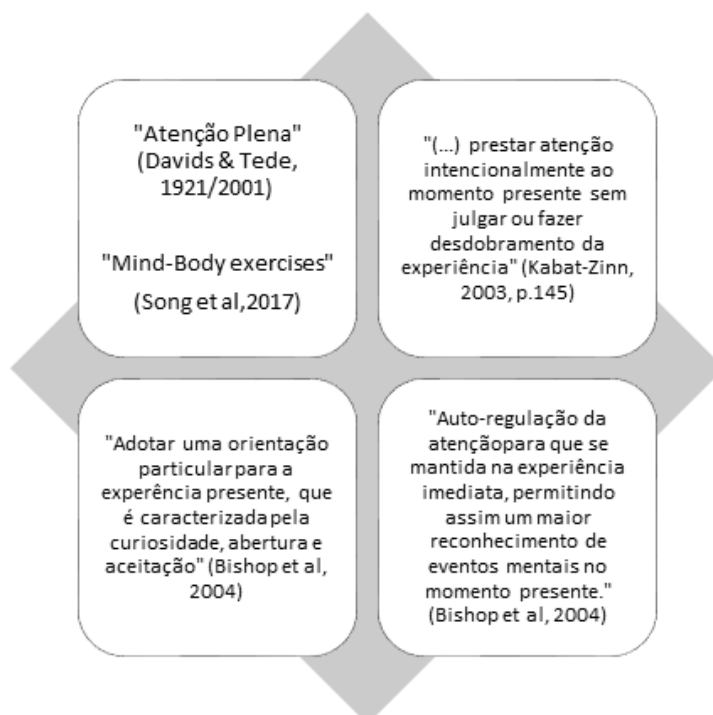 "Atenção Plena"
(Davids & Tede,
1921/2001)
"Mind-Body exercises"
(Song et al,2017)
"(...) prestar atenção
intencionalmente ao
momento presente sem
julgar ou fazer
desdobramento da
experiência" (Kabat-Zinn,
2003, p.145)
"Adotar uma orientação
particular para a
experência presente, que
é caracterizada pela
curiosidade, abertura e
aceitação" (Bishop et al,
2004)
"Auto-regulação da
atençãopara que se
mantida na experiência
imediata, permitindo
assim um maior
reconhecimento de
eventos mentais no
momento presente."
(Bishop et al, 2004)